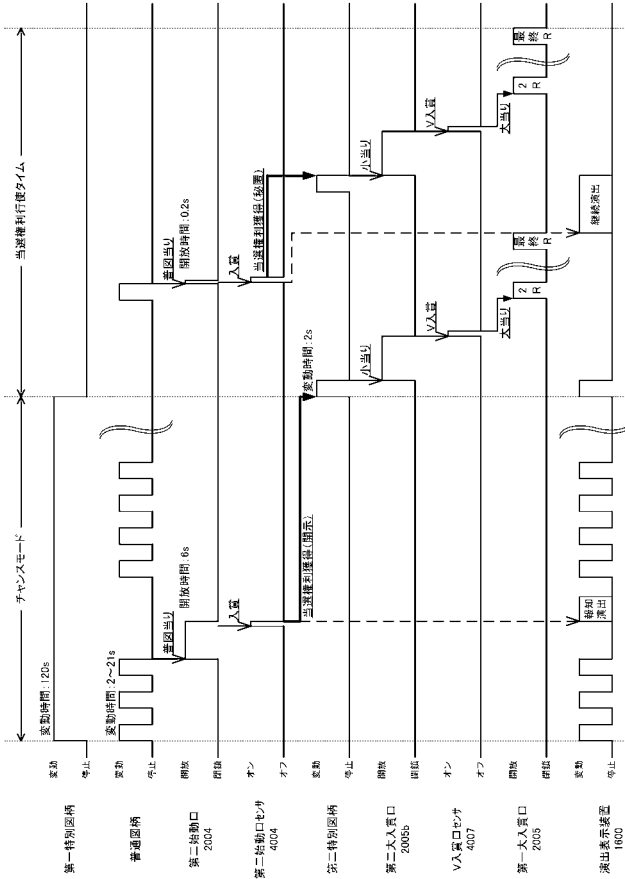 チャンスモード
当選権利行使タイム
第一特別図柄
変動
停止
変動時間:120s
普通図柄
変動
停止
変動時間:2~21s
第二始動口
2004
開放
閉鎖
普図当り
開放時間:6s
普図当り
開放時間:0.2s
第二始動口センサ
4004
オン
オフ
入賞
入賞
当選権利獲得(開示)
当選権利獲得(秘匿)
第二特別図柄
変動
停止
変動時間:2s
第二大入賞口
2005b
開放
閉鎖
小当り
小当り
V入賞口センサ
4007
オン
オフ
V入賞
V入賞
第一大入賞口
2005
開放
閉鎖
大当り
2
R
最
終
R
大当り
2
R
最
終
R
演出表示装置
1600
変動
停止
報知
演出
継続演出